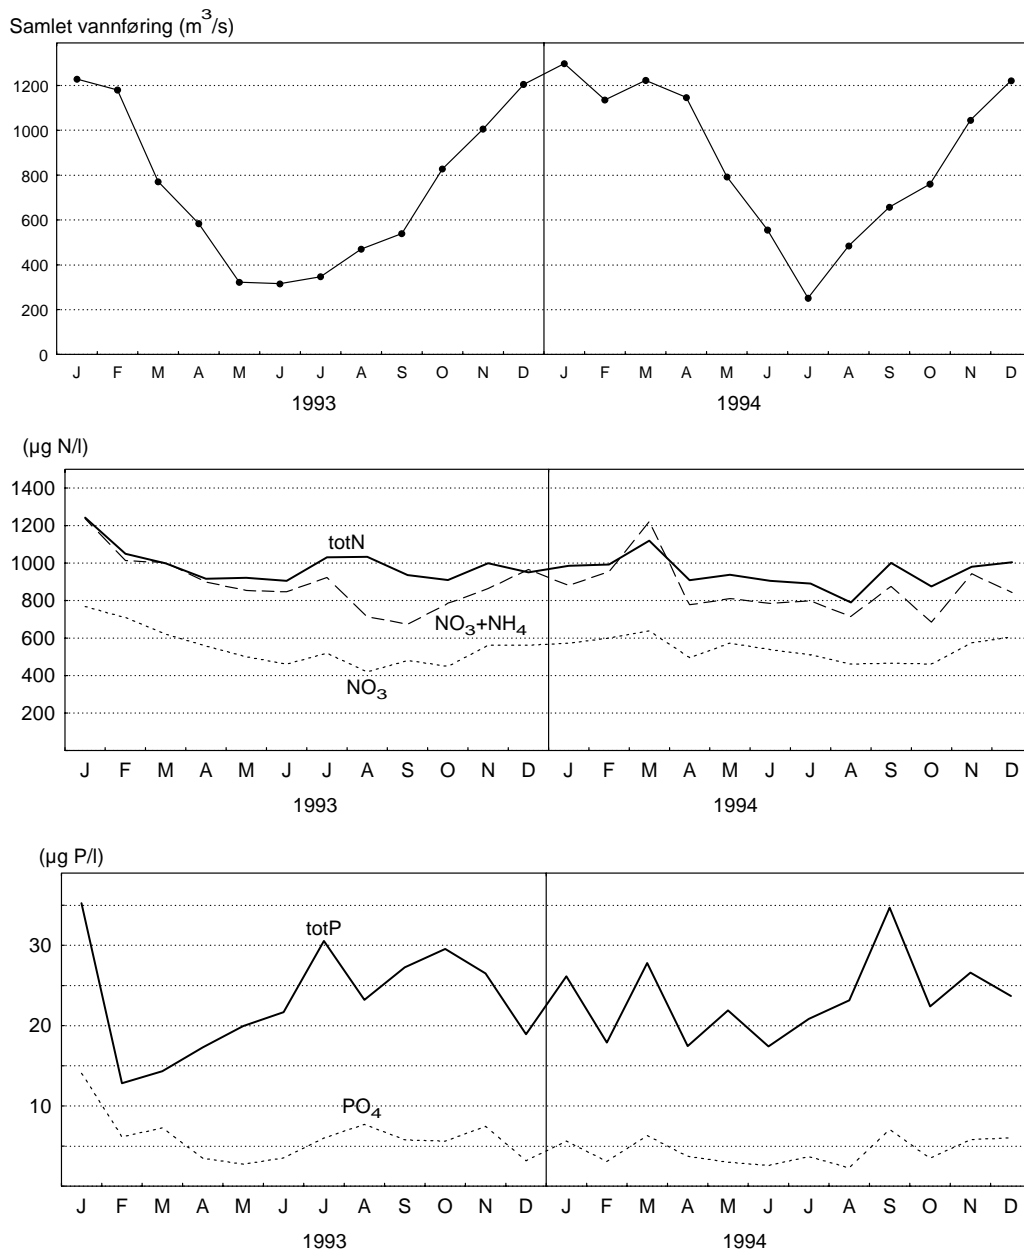 Samlet vannføring (m³/s)
1200
1000
800
600
400
200
0
J F M A M J J A S O N D J F M A M J J A S O N D
1993 1994
(µg N/l)
1400
1200
1000
800
600
400
200
totN
NO₃+NH₄
NO₃
J F M A M J J A S O N D J F M A M J J A S O N D
1993 1994
(µg P/l)
30
20
10
totP
PO₄
J F M A M J J A S O N D J F M A M J J A S O N D
1993 1994